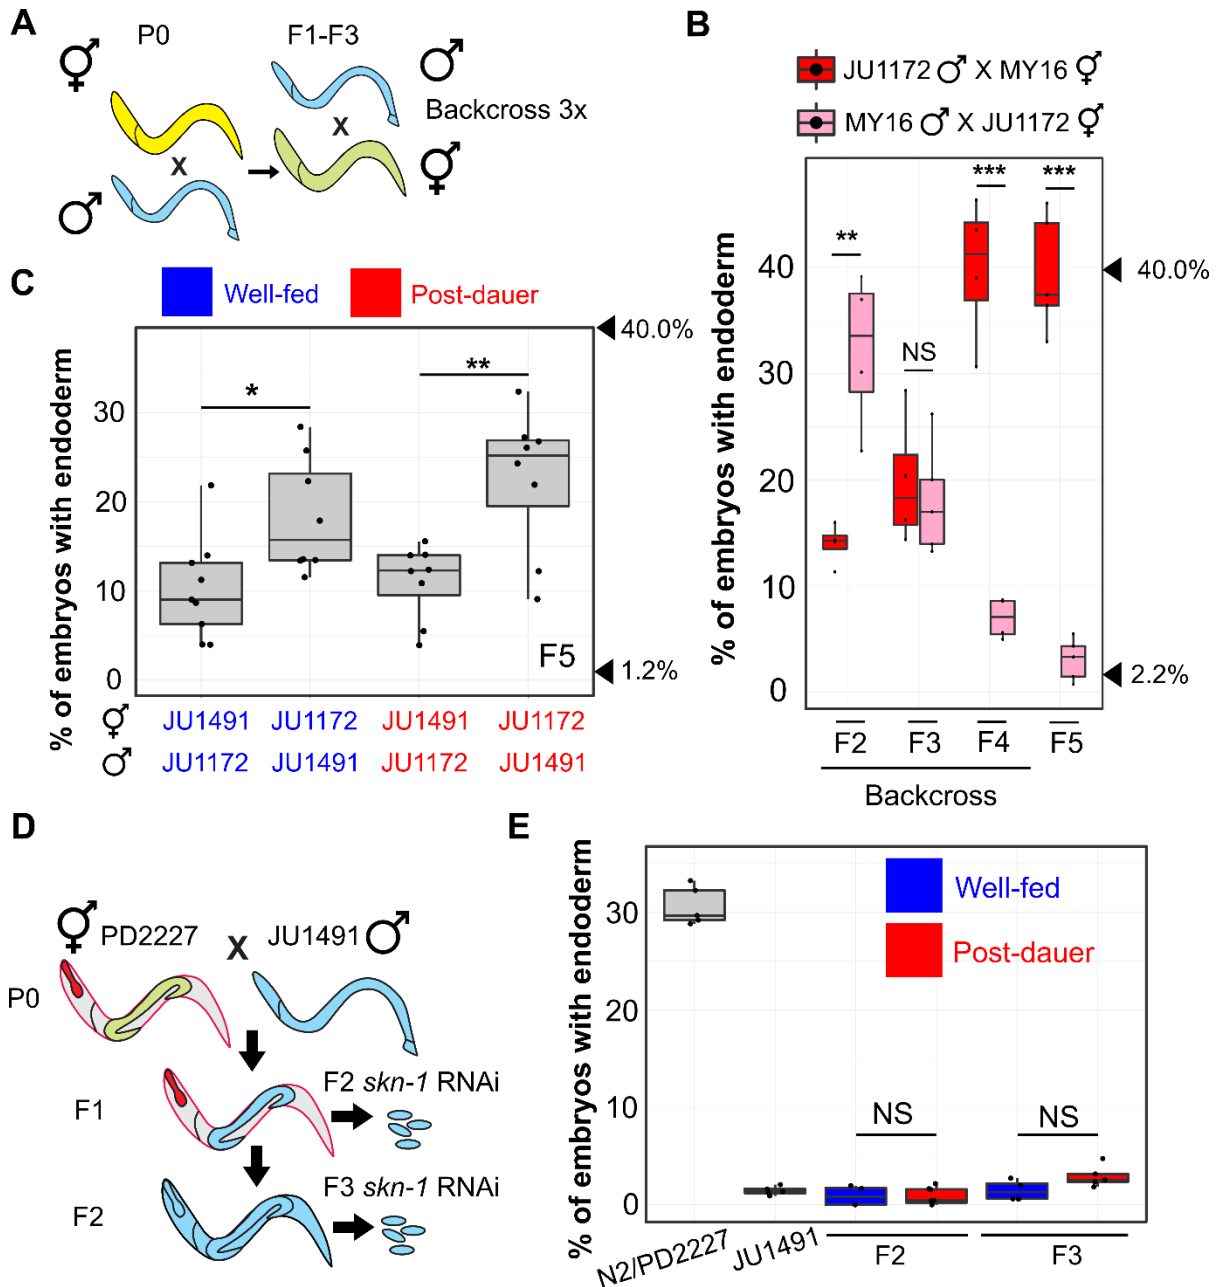 A
P0
F1-F3
⚥
♂
Backcross 3x
X
X
♂
⚥
B
JU1172 ♂ X MY16 ⚥
MY16 ♂ X JU1172 ⚥
% of embryos with endoderm
40
30
20
10
0
**
NS
***
***
40.0%
2.2%
F2
F3
F4
F5
Backcross
C
Well-fed
Post-dauer
% of embryos with endoderm
30
20
10
0
*
**
40.0%
1.2%
F5
⚥ JU1491 JU1172 JU1491 JU1172
♂ JU1172 JU1491 JU1172 JU1491
D
⚥ PD2227 X JU1491 ♂
P0
F1
F2 skn-1 RNAi
F2
F3 skn-1 RNAi
E
% of embryos with endoderm
30
20
10
0
Well-fed
Post-dauer
NS
NS
N2/PD2227
JU1491
F2
F3